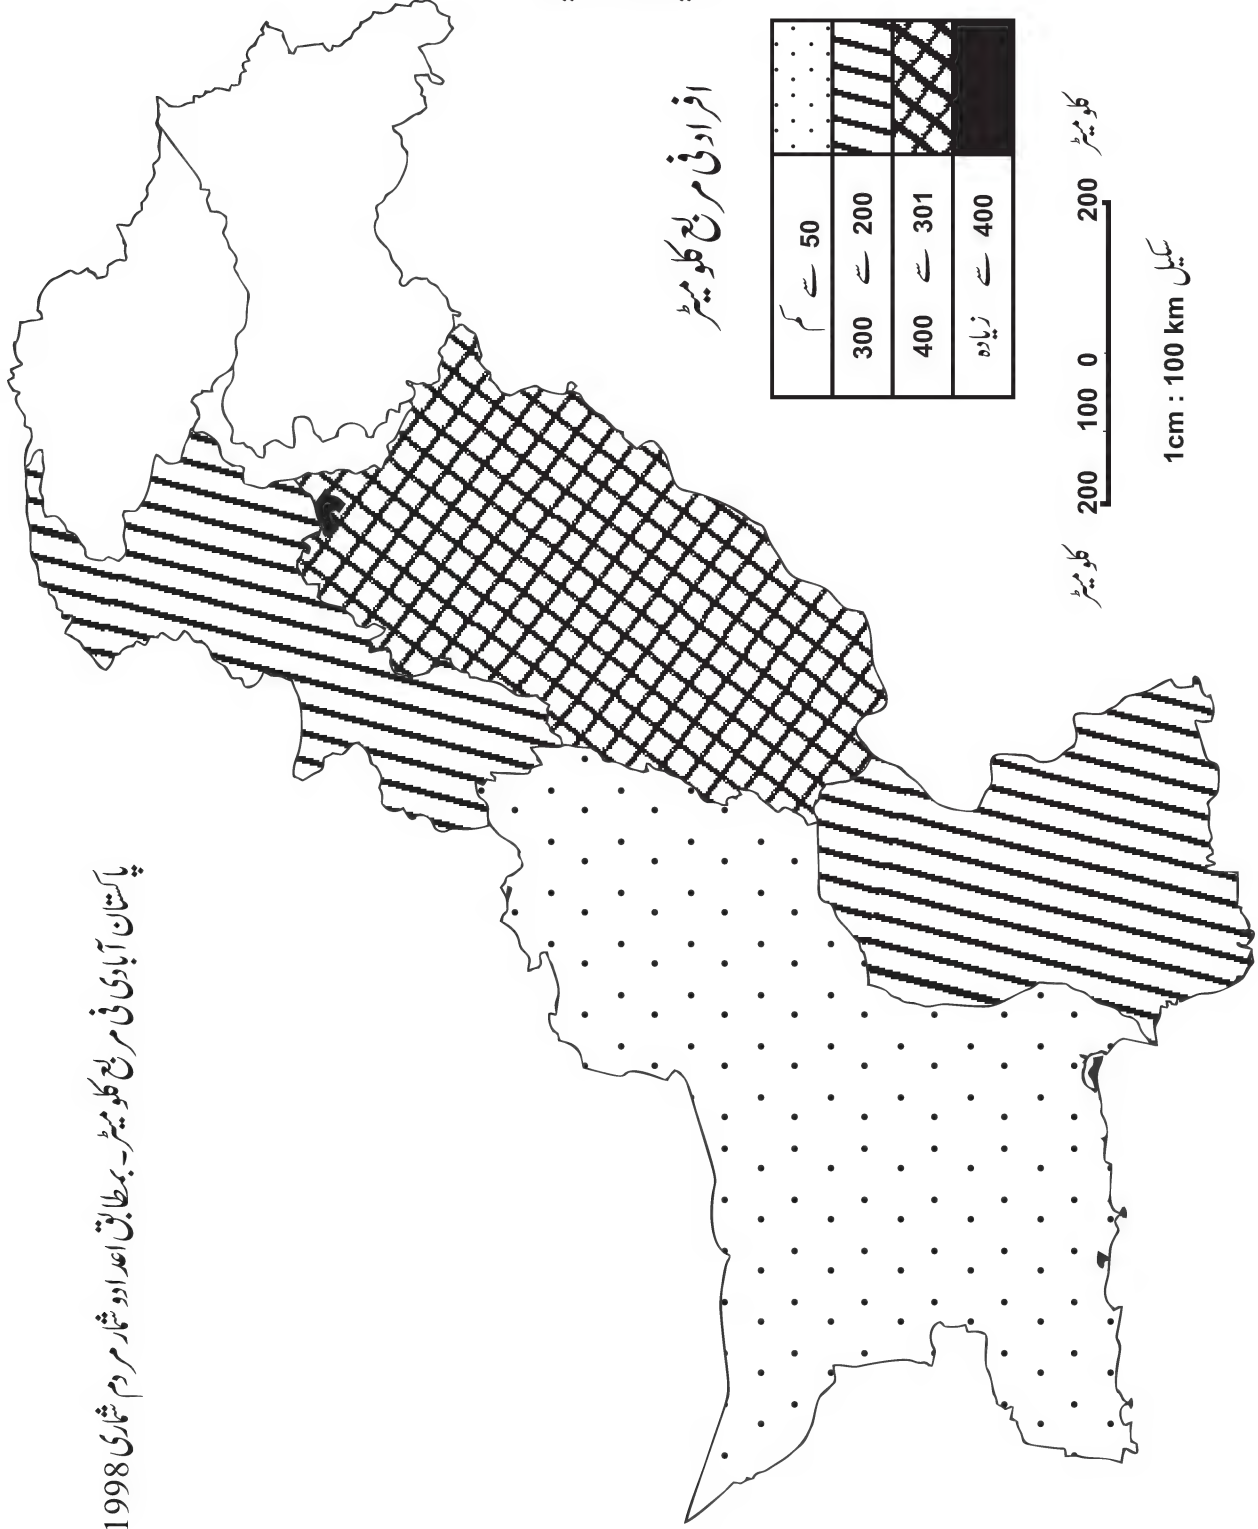 پاکستان آبادی فی مربع کلومیٹر۔ بمطابق اعداد و شمار مردم شماری 1998
افراد فی مربع کلومیٹر
50 سے کم
200 سے 300
301 سے 400
400 سے زیادہ
کلومیٹر 200 100 0 200 کلومیٹر
سکیل 1cm : 100 km